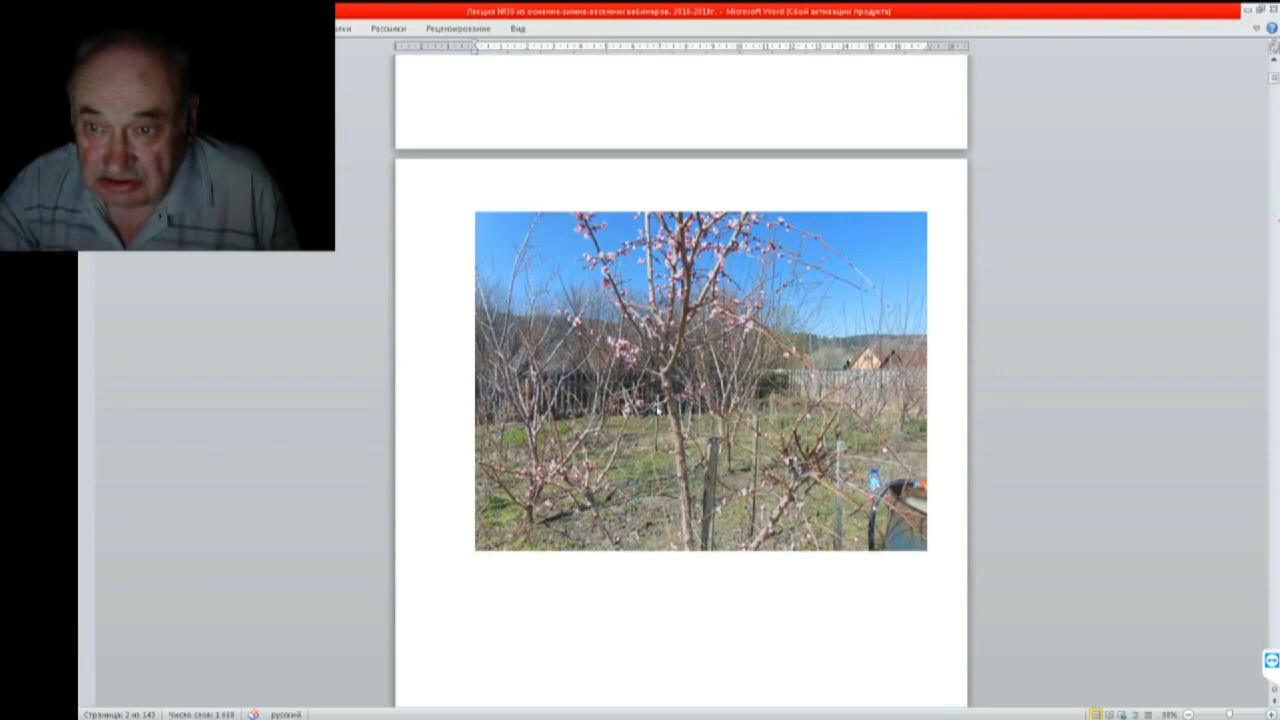 Лекция №30 из осенне-зимне-весенних вебинаров, 2018-2019г. - Microsoft Word (Сбой активации продукта)
Рассылки Рецензирование Вид
Страница: 2 из 143 Число слов: 1 668 русский 98%